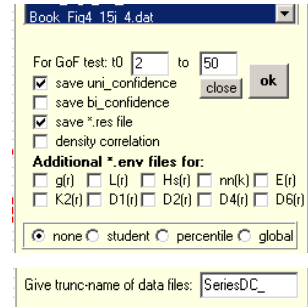 Book_Fig4_15j_4.dat
For GoF test: t0 2 to 50
save uni_confidence
close
ok
save bi_confidence
save *.res file
density correlation
Additional *.env files for:
g(r) L(r) Hs(r) nn(k) E(r)
K2(r) D1(r) D2(r) D4(r) D6(r)
none student percentile global
Give trunc-name of data files: SeriesDC_